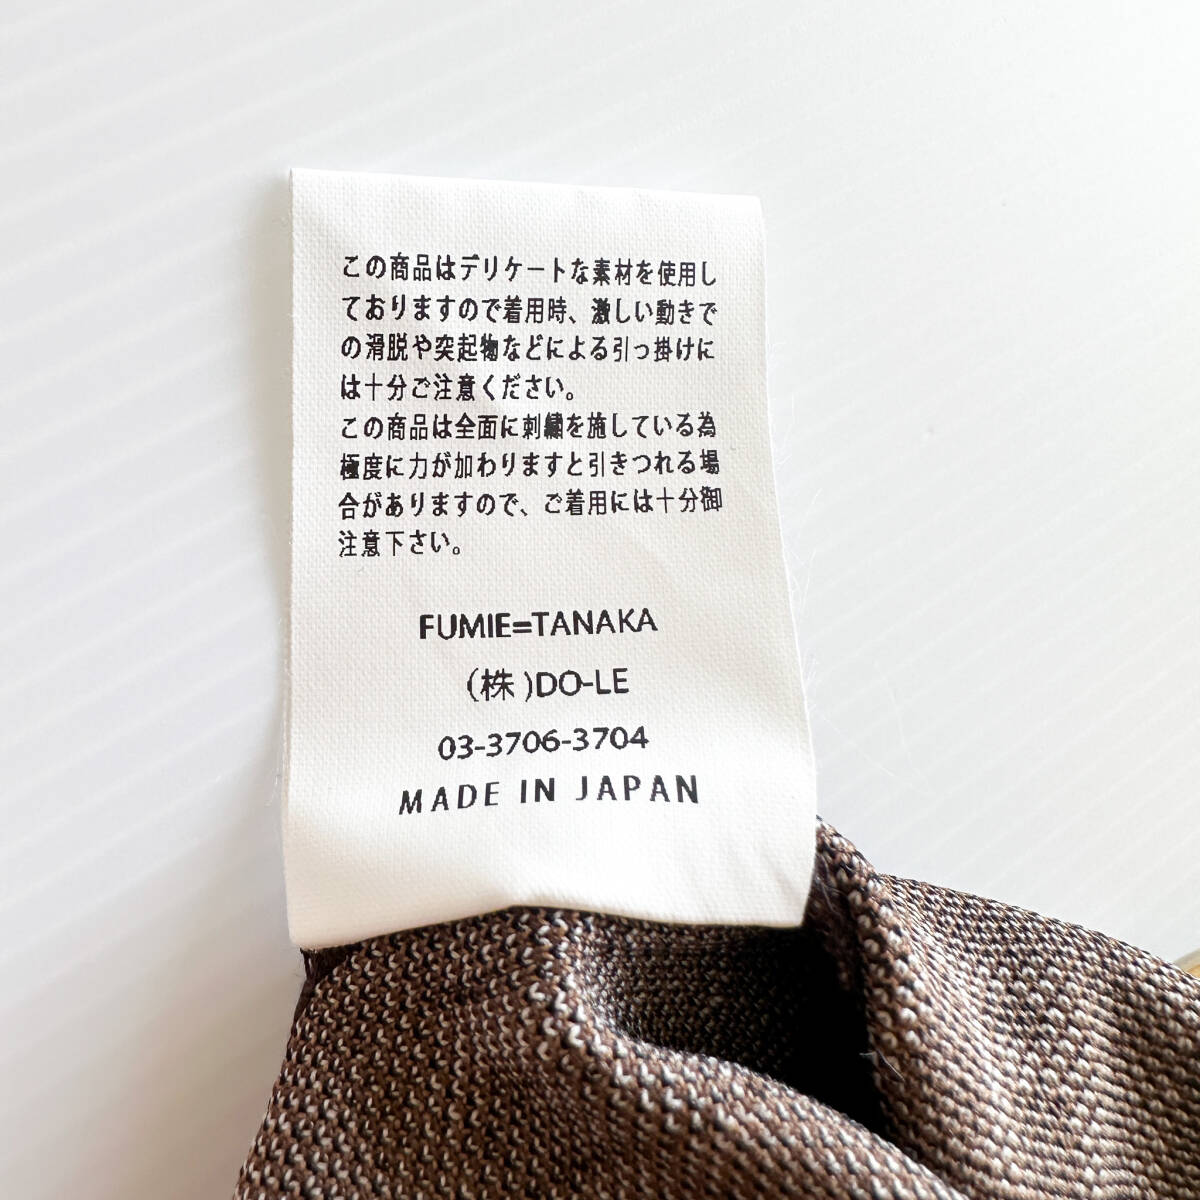 この商品はデリケートな素材を使用し
ておりますので着用時、激しい動きで
の滑脱や突起物などによる引っ掛けに
は十分ご注意ください。
この商品は全面に刺繍を施している為
極度に力が加わりますと引きつれる場
合がありますので、ご着用には十分御
注意下さい。
FUMIE=TANAKA
(株)DO-LE
03-3706-3704
MADE IN JAPAN